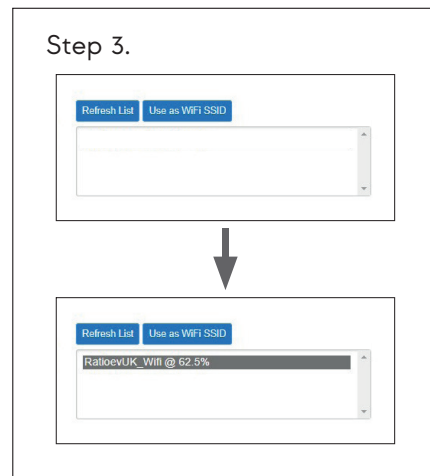 Step 3.
Refresh List Use as WiFi SSID
Refresh List Use as WiFi SSID
RatioevUK_Wifi @ 62.5%